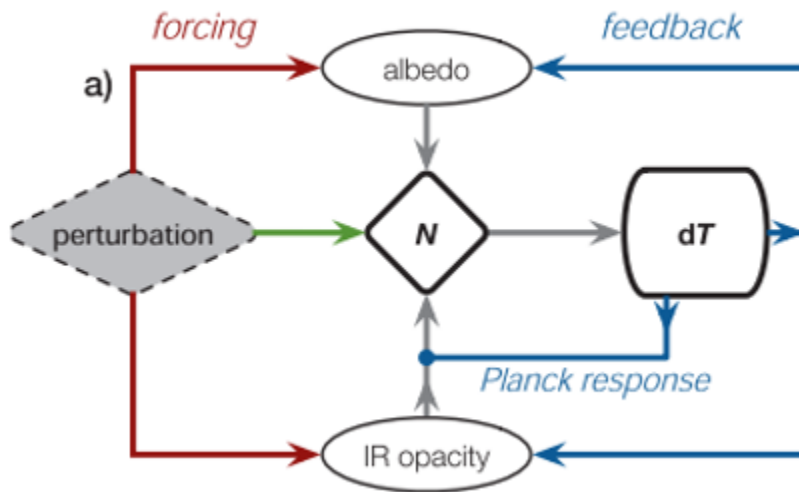 forcing
feedback
a)
albedo
perturbation
N
dT
Planck response
IR opacity